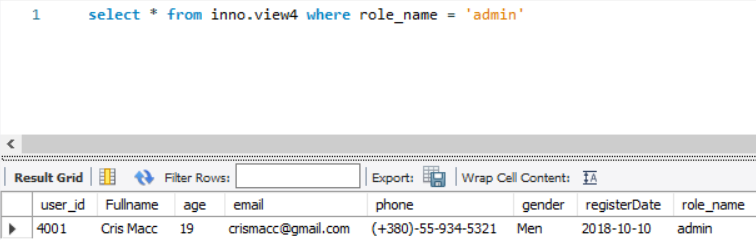 1 select * from inno.view4 where role_name = 'admin'
Result Grid Filter Rows: Export: Wrap Cell Content:
user_id Fullname age email phone gender registerDate role_name
4001 Cris Macc 19 crismacc@gmail.com (+380)-55-934-5321 Men 2018-10-10 admin